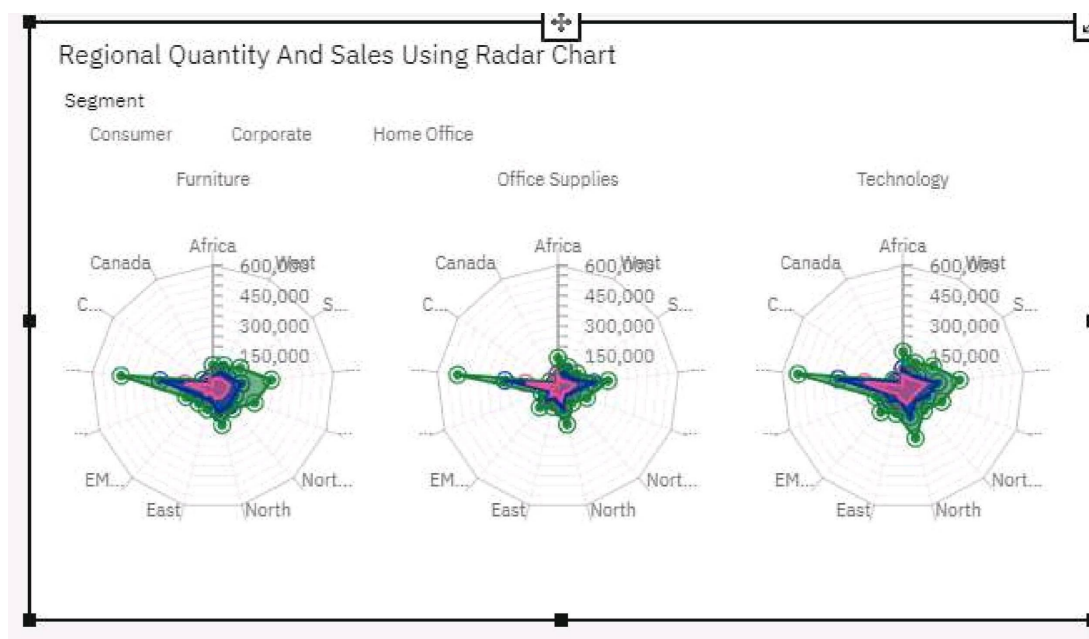 Regional Quantity And Sales Using Radar Chart
Segment
Consumer Corporate Home Office
Furniture Office Supplies Technology
Africa Africa Africa
Canada 600,000 West Canada 600,000 West Canada 600,000 West
C... 450,000 S... C... 450,000 S... C... 450,000 S...
300,000 300,000 300,000
150,000 150,000 150,000
... ... ... ... ... ...
... ... ... ... ... ...
EM... Nort... EM... Nort... EM... Nort...
East North East North East North